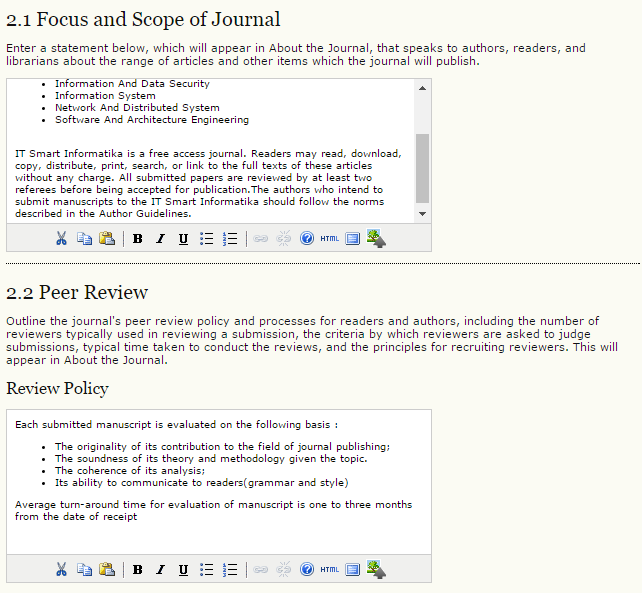 2.1 Focus and Scope of Journal
Enter a statement below, which will appear in About the Journal, that speaks to authors, readers, and
librarians about the range of articles and other items which the journal will publish.
• Information And Data Security
• Information System
• Network And Distributed System
• Software And Architecture Engineering
IT Smart Informatika is a free access journal. Readers may read, download,
copy, distribute, print, search, or link to the full texts of these articles
without any charge. All submitted papers are reviewed by at least two
referees before being accepted for publication.The authors who intend to
submit manuscripts to the IT Smart Informatika should follow the norms
described in the Author Guidelines.
B I U HTML
2.2 Peer Review
Outline the journal's peer review policy and processes for readers and authors, including the number of
reviewers typically used in reviewing a submission, the criteria by which reviewers are asked to judge
submissions, typical time taken to conduct the reviews, and the principles for recruiting reviewers. This will
appear in About the Journal.
Review Policy
Each submitted manuscript is evaluated on the following basis :
• The originality of its contribution to the field of journal publishing;
• The soundness of its theory and methodology given the topic.
• The coherence of its analysis;
• Its ability to communicate to readers(grammar and style)
Average turn-around time for evaluation of manuscript is one to three months
from the date of receipt
B I U HTML